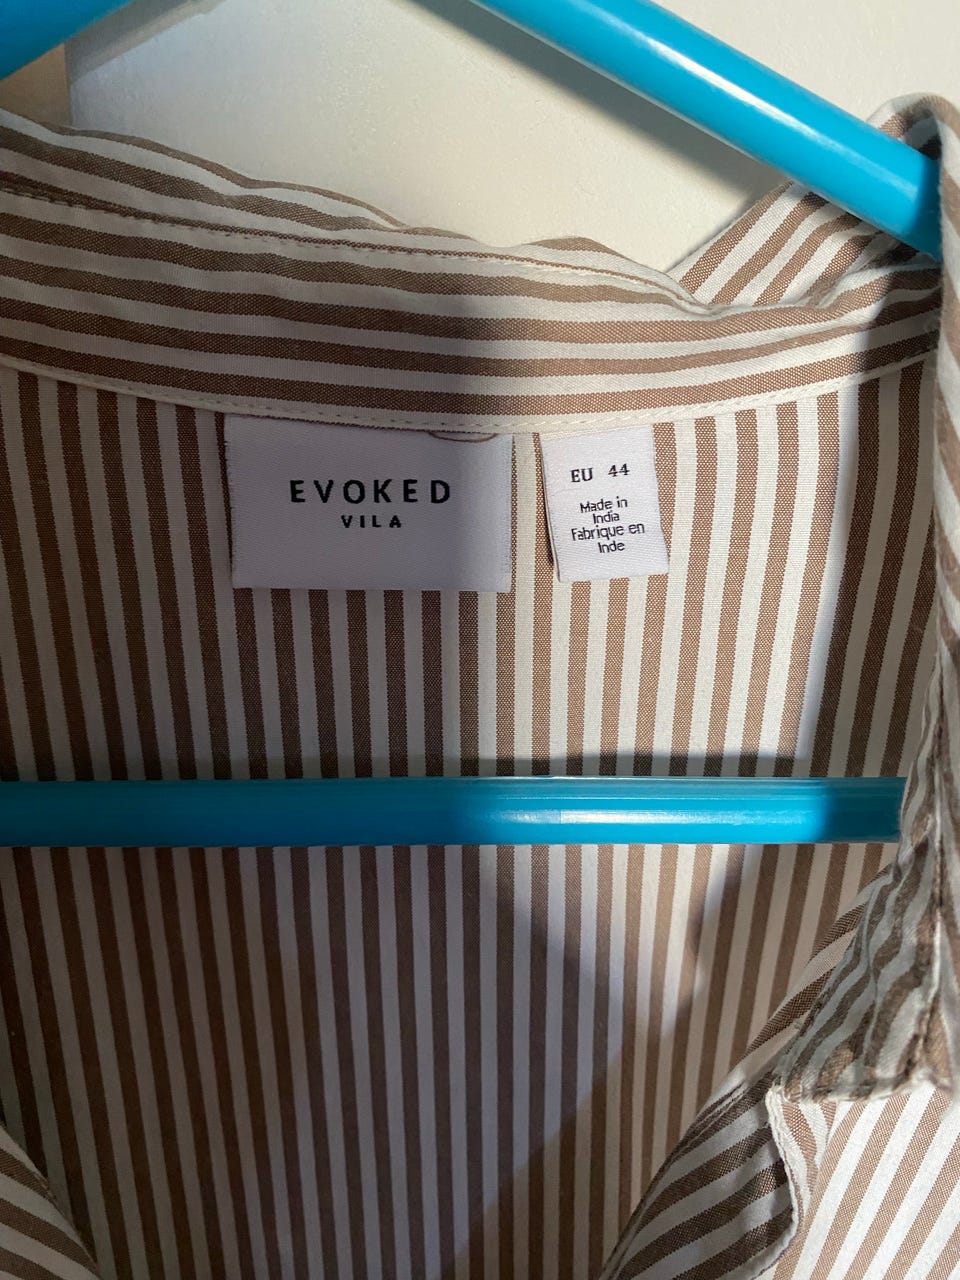 EVOKED
VILA
EU 44
Made in
India
Fabrique en
Inde